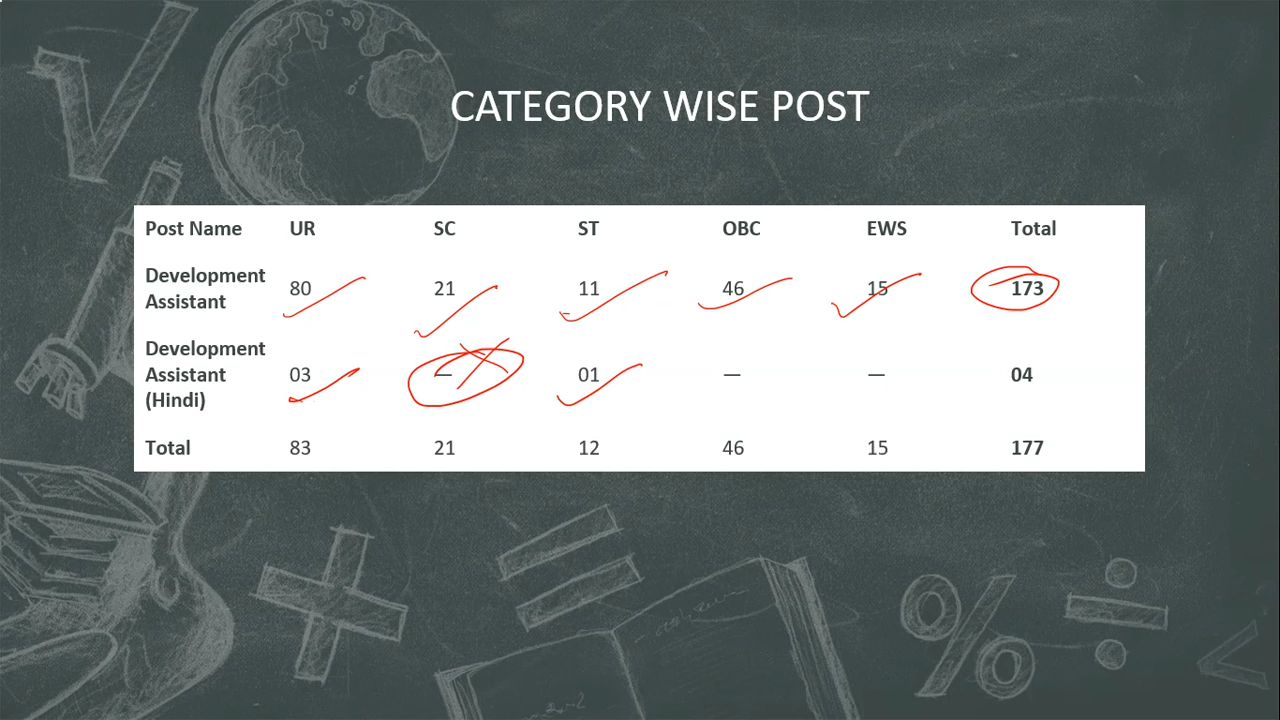 CATEGORY WISE POST
Post Name UR SC ST OBC EWS Total
Development Assistant 80 21 11 46 15 173
Development Assistant (Hindi) 03 — 01 — — 04
Total 83 21 12 46 15 177